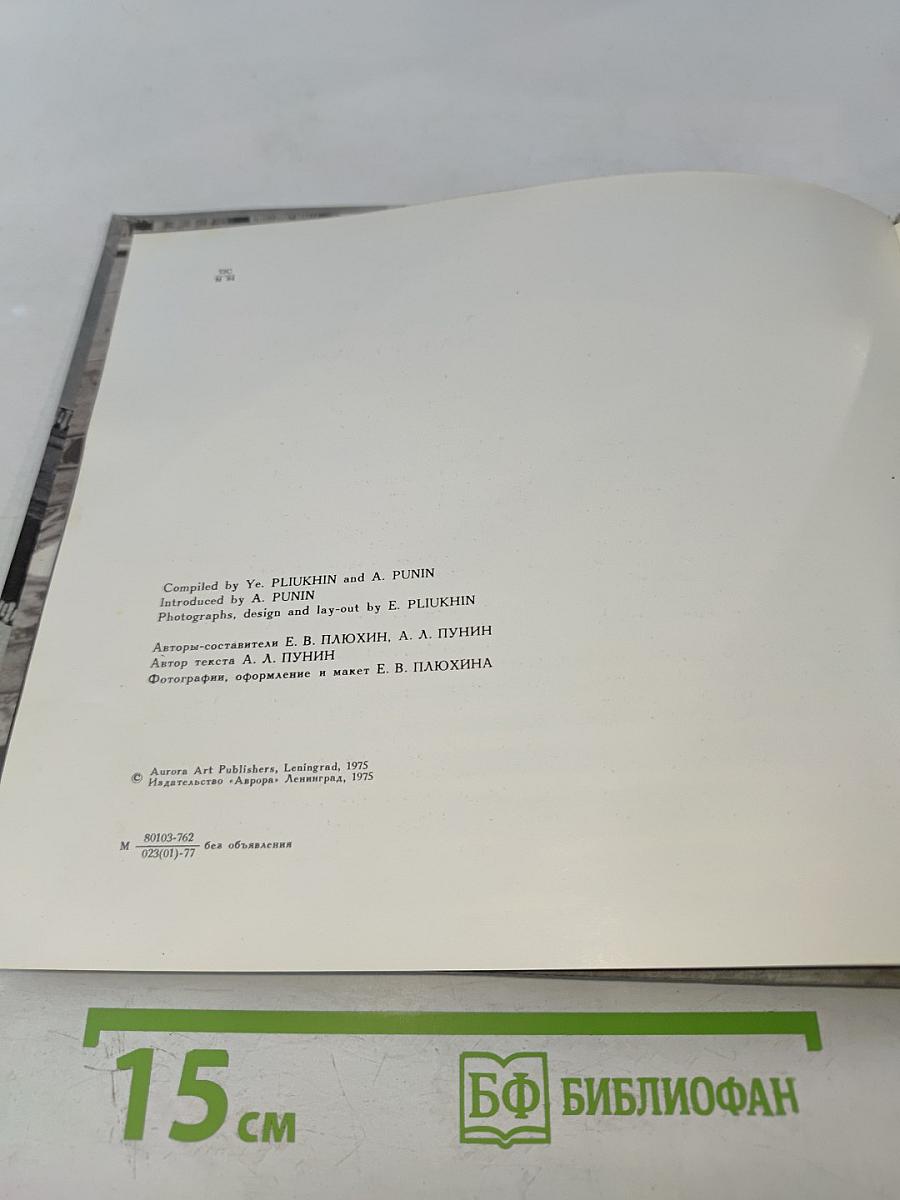 Compiled by Ye. PLIUKHIN and A. PUNIN
Introduced by A. PUNIN
Photographs, design and lay-out by E. PLIUKHIN
Авторы-составители Е. В. ПЛЮХИН, А. Л. ПУНИН
Автор текста А. Л. ПУНИН
Фотографии, оформление и макет Е. В. ПЛЮХИНА
© Aurora Art Publishers, Leningrad, 1975
Издательство «Аврора» Ленинград, 1975
80103-762
М без объявления
023(01)-77
15 см
БФ БИБЛИОФАН